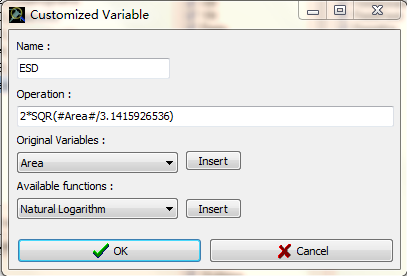 Customized Variable
Name :
ESD
Operation :
2*SQR(#Area#/3.1415926536)
Original Variables :
Area
Insert
Available functions :
Natural Logarithm
Insert
OK
Cancel